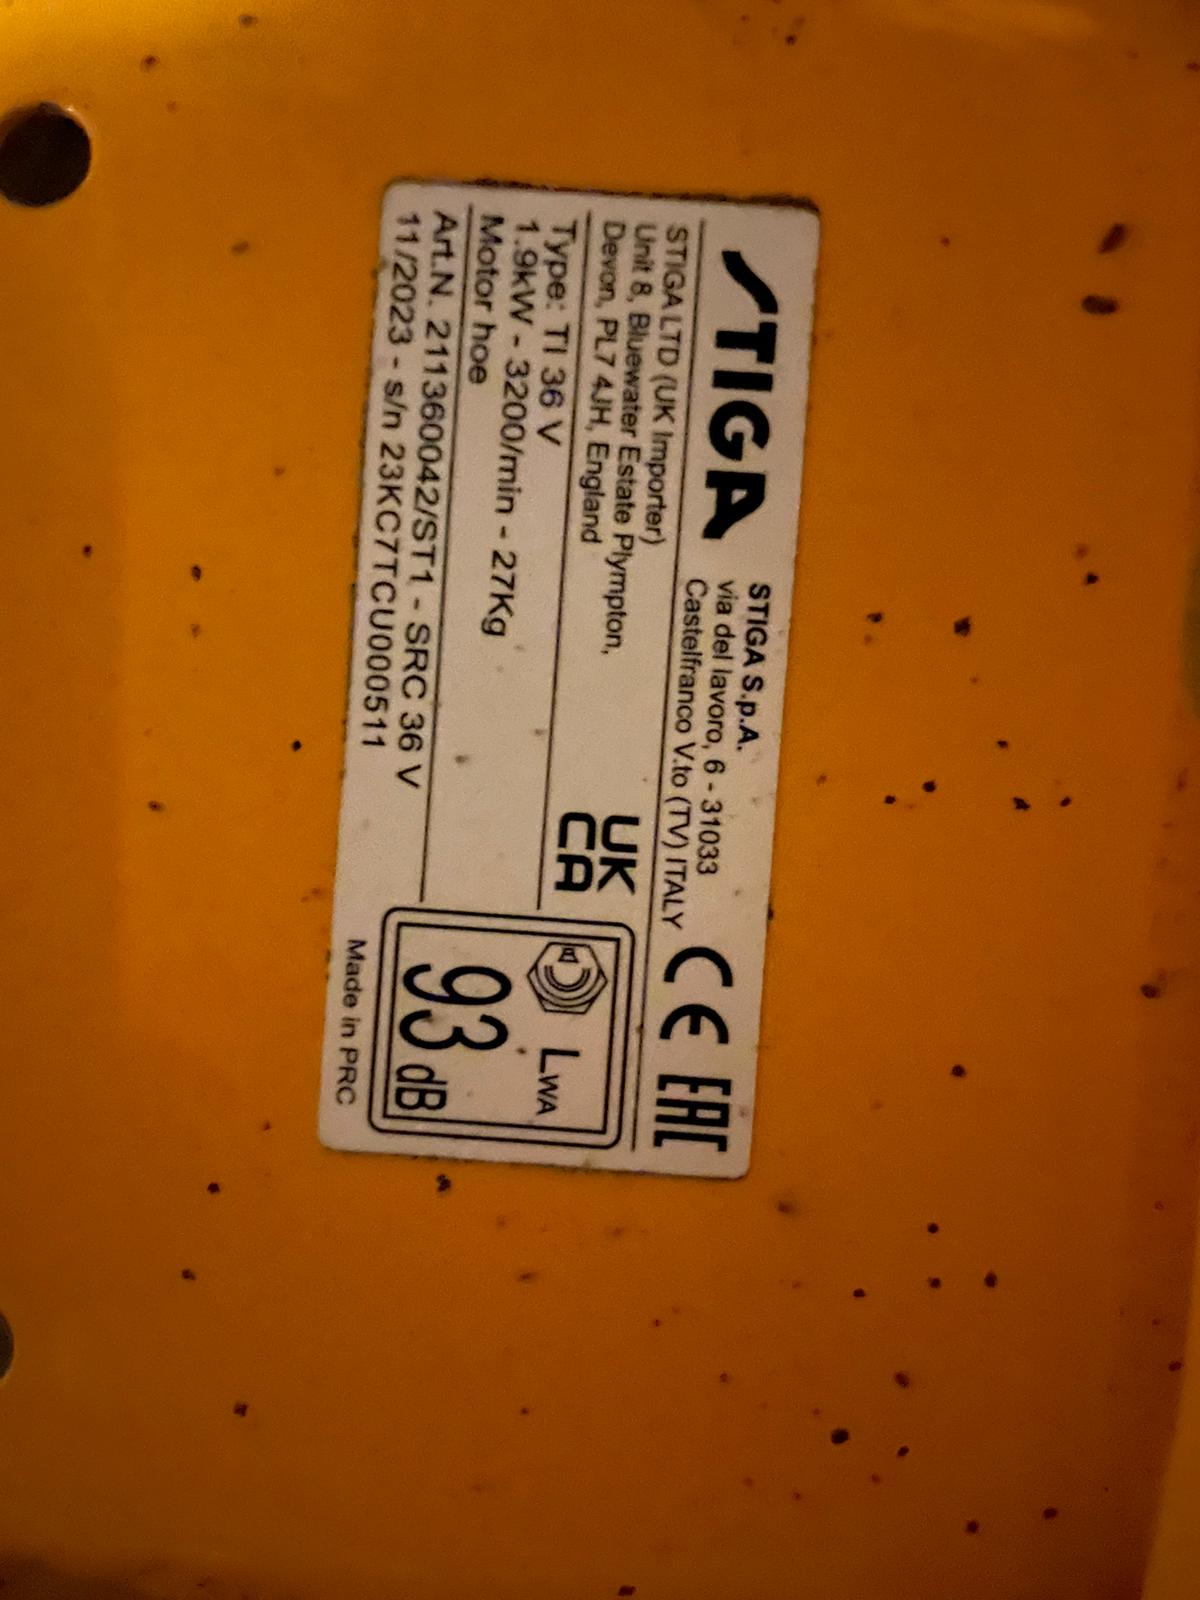 STIGA
STIGA S.p.A.
via del lavoro, 6 - 31033
Castelfranco V.to (TV) ITALY
CE EAC
STIGA LTD (UK Importer)
Unit 8, Bluewater Estate Plympton,
Devon, PL7 4JH, England
UK
CA
Type: TI 36 V
1.9kW - 3200/min - 27Kg
Motor hoe
LWA
93 dB
Art.N. 211360042/ST1 - SRC 36 V
11/2023 - s/n 23KC7TCU000511
Made in PRC